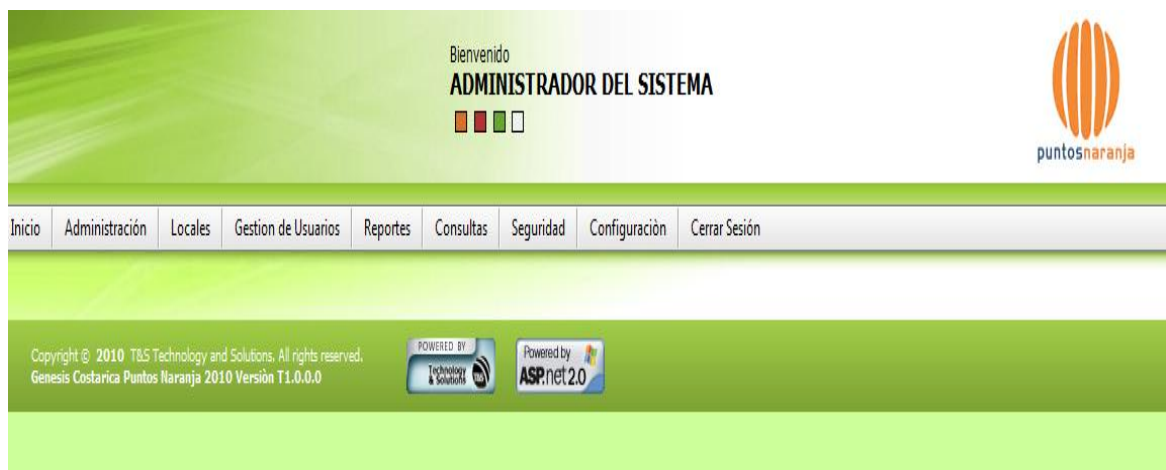 Bienvenido
ADMINISTRADOR DEL SISTEMA
puntosnaranja
Inicio Administración Locales Gestion de Usuarios Reportes Consultas Seguridad Configuraciòn Cerrar Sesión
Copyright © 2010 T&S Technology and Solutions. All rights reserved.
Genesis Costarica Puntos Naranja 2010 Versiòn T1.0.0.0
POWERED BY
Technology
& Solutions T&S
Powered by
ASP.net 2.0